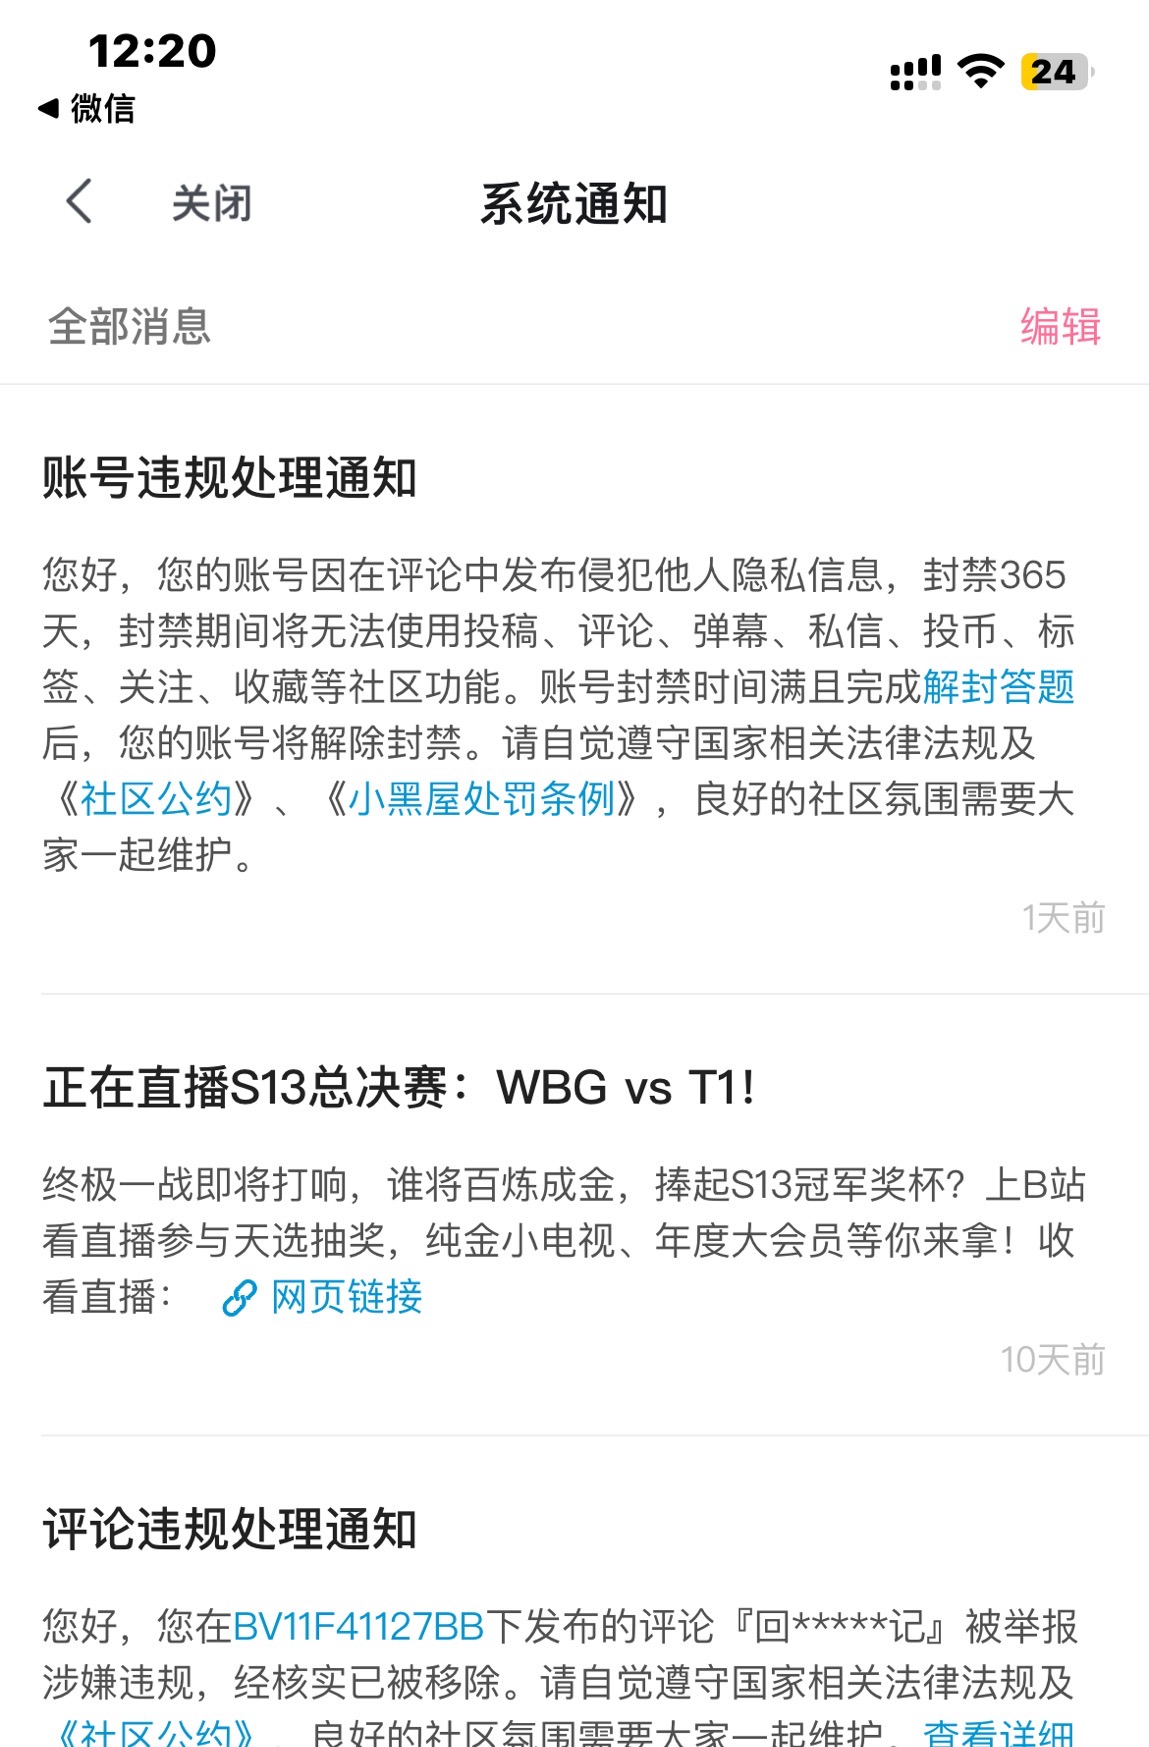 12:20
24
微信
关闭
系统通知
全部消息
编辑
账号违规处理通知
您好，您的账号因在评论中发布侵犯他人隐私信息，封禁365
天，封禁期间将无法使用投稿、评论、弹幕、私信、投币、标
签、关注、收藏等社区功能。账号封禁时间满且完成解封答题
后，您的账号将解除封禁。请自觉遵守国家相关法律法规及
《社区公约》、《小黑屋处罚条例》，良好的社区氛围需要大
家一起维护。
1天前
正在直播S13总决赛：WBG vs T1！
终极一战即将打响，谁将百炼成金，捧起S13冠军奖杯？上B站
看直播参与天选抽奖，纯金小电视、年度大会员等你来拿！收
看直播： 网页链接
10天前
评论违规处理通知
您好，您在BV11F41127BB下发布的评论『回*****记』被举报
涉嫌违规，经核实已被移除。请自觉遵守国家相关法律法规及
《社区公约》，良好的社区氛围需要大家一起维护。查看详细